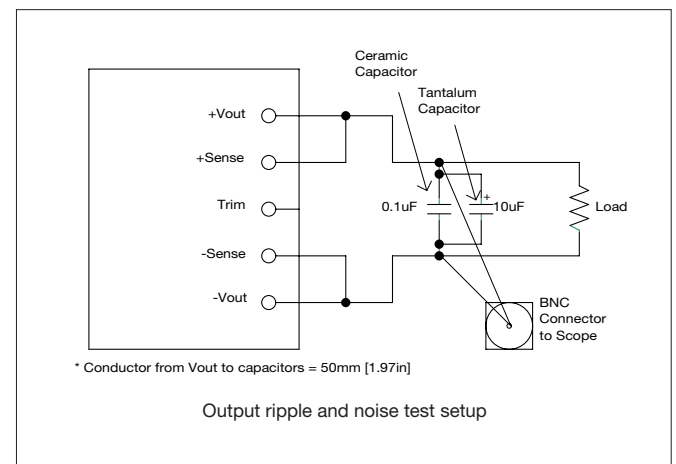 Ceramic
Capacitor
Tantalum
Capacitor
+Vout
+Sense
Trim
-Sense
-Vout
0.1uF
+
10uF
Load
BNC
Connector
to Scope
* Conductor from Vout to capacitors = 50mm [1.97in]
Output ripple and noise test setup